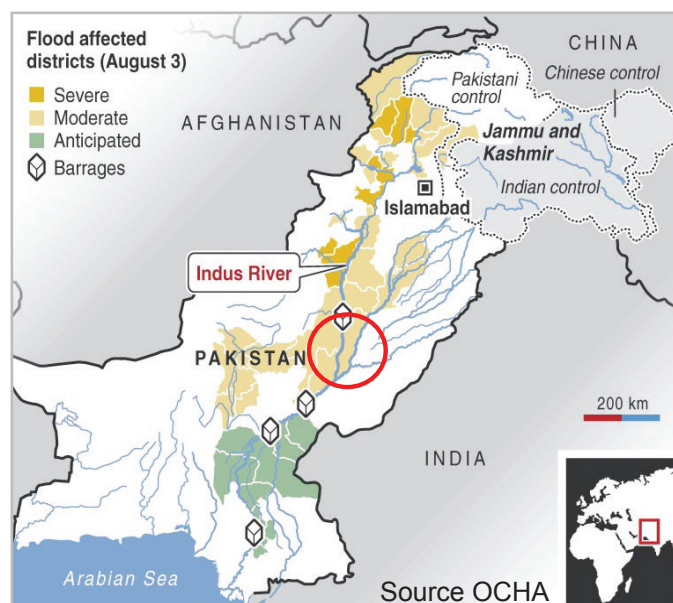 Flood affected
districts (August 3)
Severe
Moderate
Anticipated
Barrages
AFGHANISTAN
CHINA
Pakistani
control
Chinese control
Jammu and
Kashmir
Indian control
Islamabad
Indus River
PAKISTAN
200 km
INDIA
Arabian Sea
Source OCHA